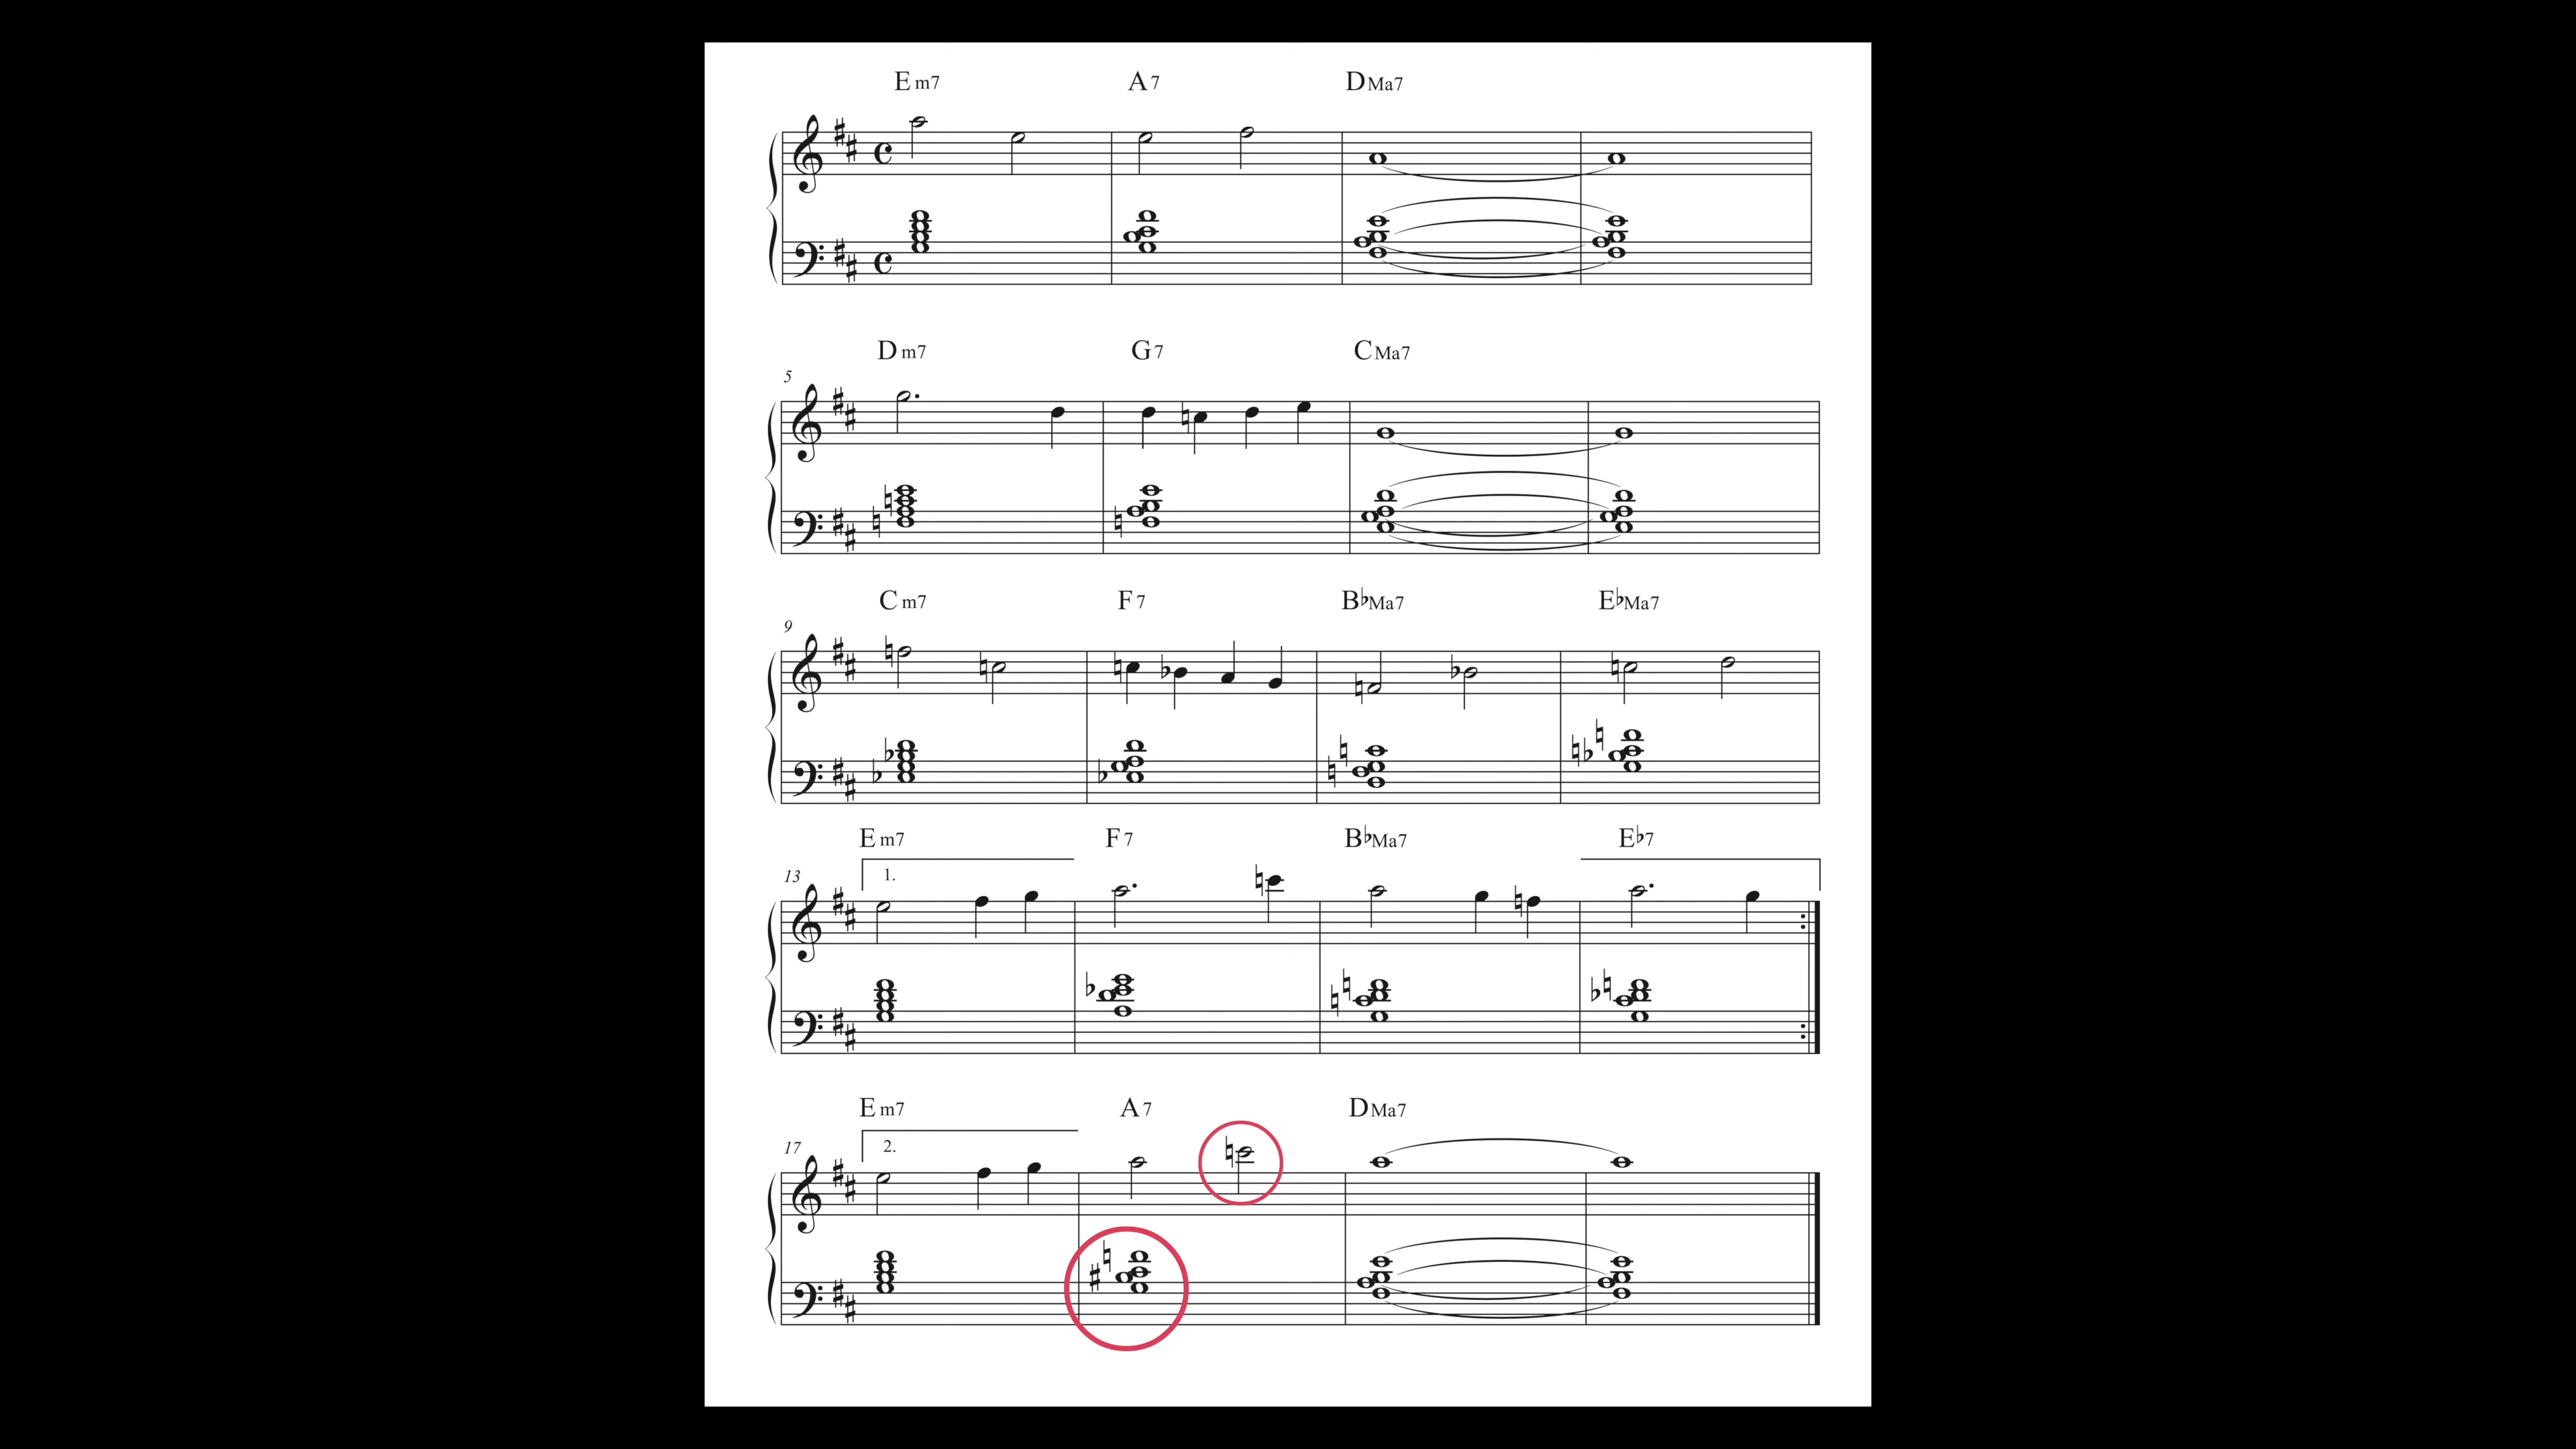 Em7 A7 DMa7
5
Dm7 G7 CMa7
9
Cm7 F7 B♭Ma7 E♭Ma7
Em7 F7 B♭Ma7 E♭7
13 1.
Em7 A7 DMa7
17 2.